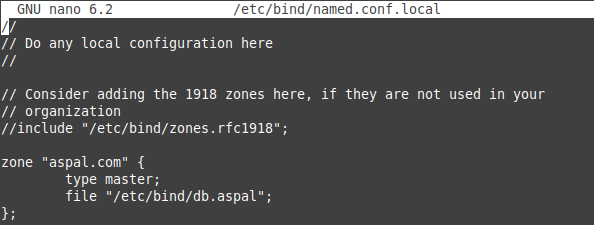 GNU nano 6.2 /etc/bind/named.conf.local
//
// Do any local configuration here
//
// Consider adding the 1918 zones here, if they are not used in your
// organization
//include "/etc/bind/zones.rfc1918";
zone "aspal.com" {
type master;
file "/etc/bind/db.aspal";
};